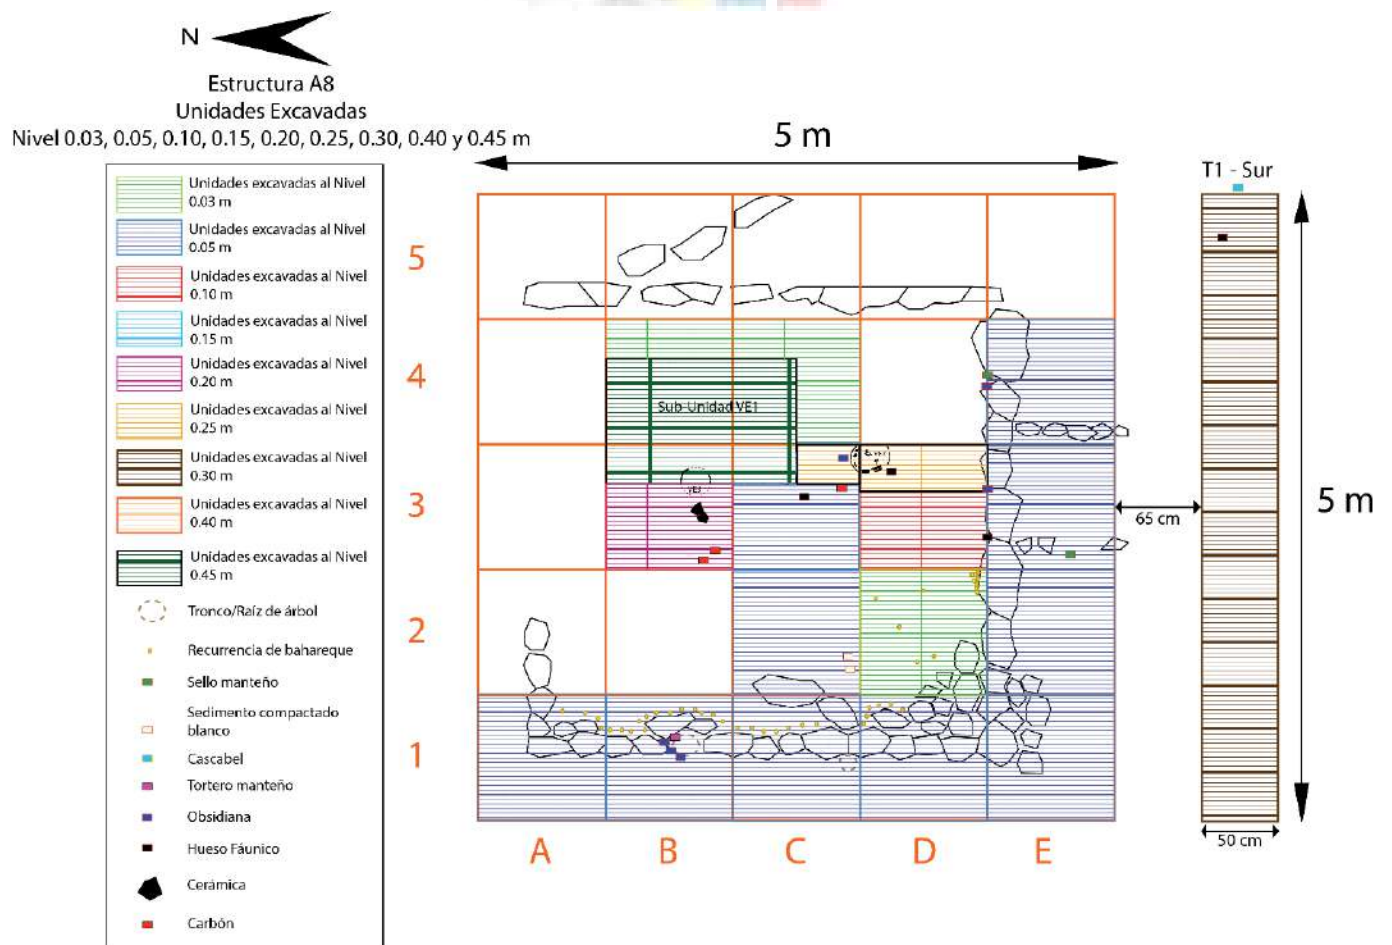 N
Estructura A8
Unidades Excavadas
Nivel 0.03, 0.05, 0.10, 0.15, 0.20, 0.25, 0.30, 0.40 y 0.45 m
Unidades excavadas al Nivel
0.03 m
Unidades excavadas al Nivel
0.05 m
Unidades excavadas al Nivel
0.10 m
Unidades excavadas al Nivel
0.15 m
Unidades excavadas al Nivel
0.20 m
Unidades excavadas al Nivel
0.25 m
Unidades excavadas al Nivel
0.30 m
Unidades excavadas al Nivel
0.40 m
Unidades excavadas al Nivel
0.45 m
Tronco/Raíz de árbol
Recurrencia de bahareque
Sello manteño
Sedimento compactado
blanco
Cascabel
Tortero manteño
Obsidiana
Hueso Fáunico
Cerámica
Carbón
5 m
T1 - Sur
5
4
3
2
1
Sub-Unidad VE1
A
B
C
D
E
65 cm
5 m
50 cm